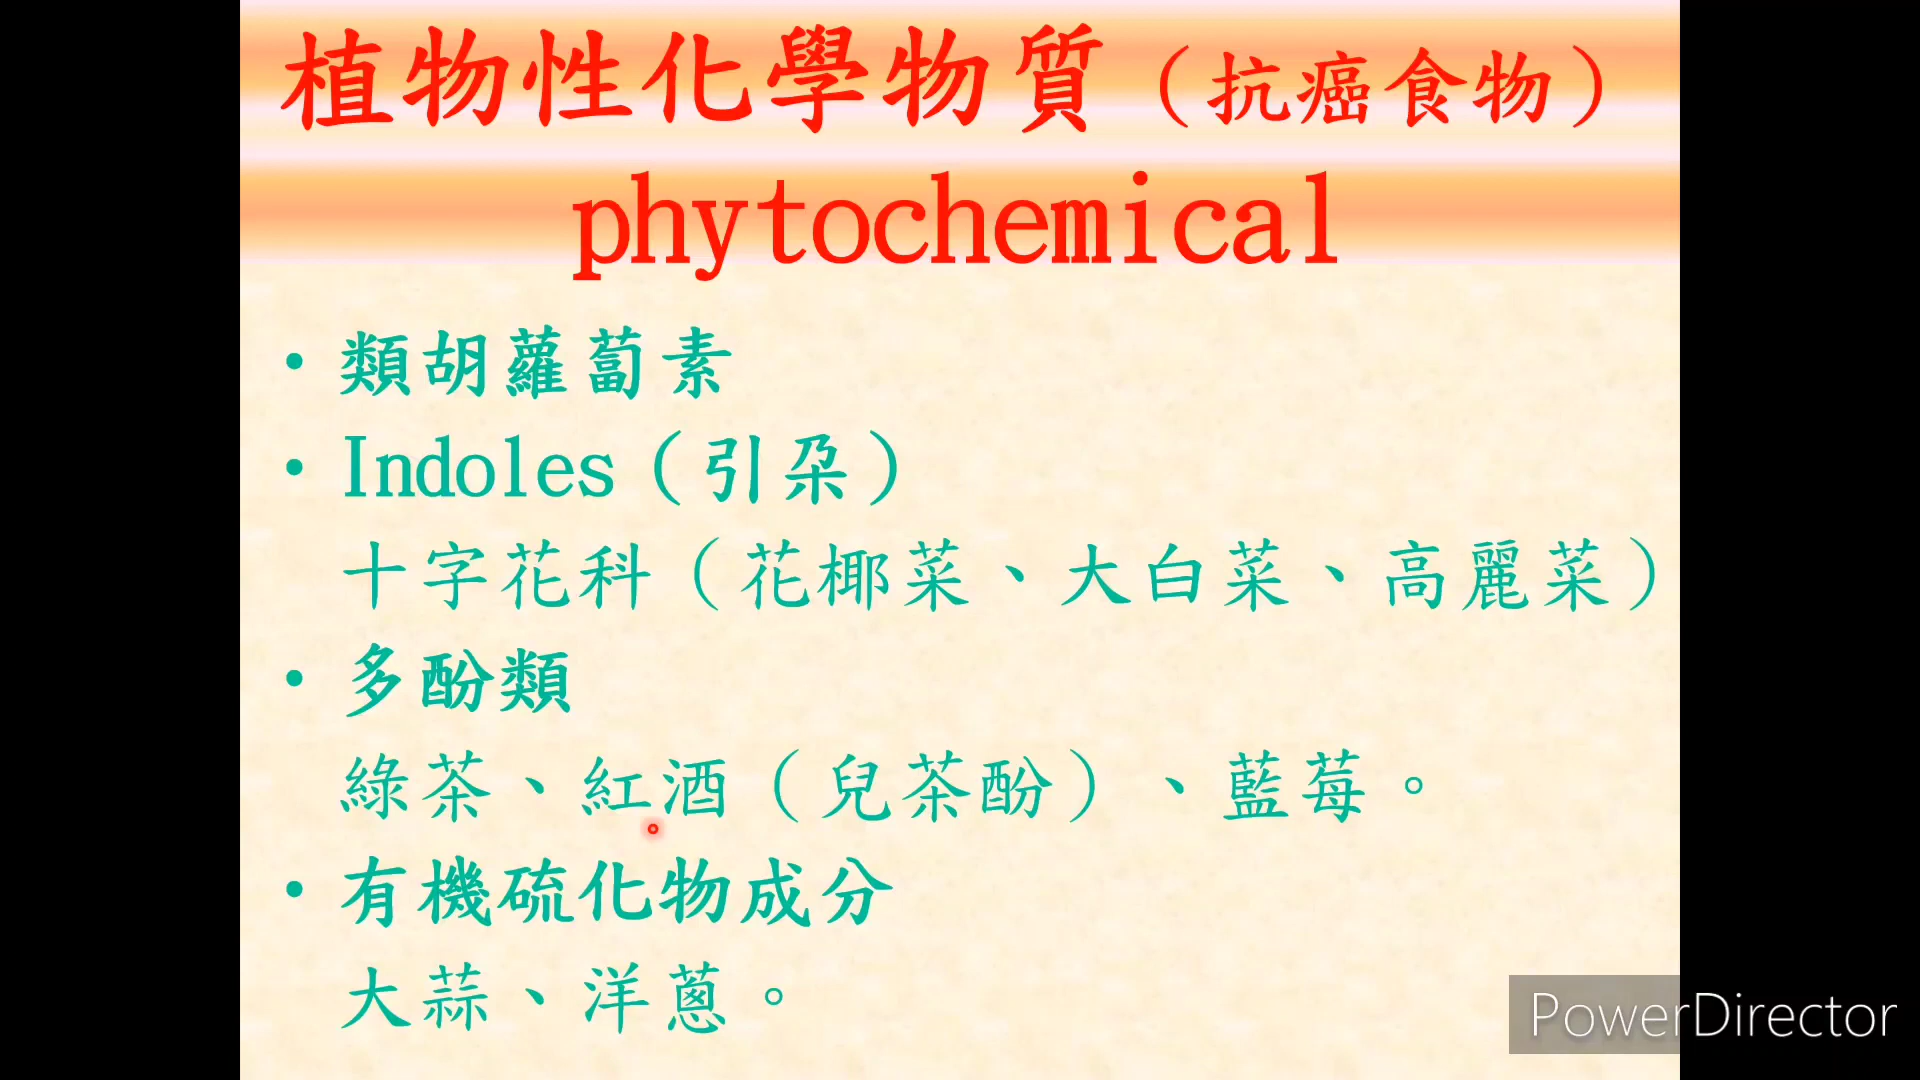 植物性化學物質（抗癌食物）
phytochemical
• 類胡蘿蔔素
• Indoles（引朶）
十字花科（花椰菜、大白菜、高麗菜）
• 多酚類
綠茶、紅酒（兒茶酚）、藍莓。
• 有機硫化物成分
大蒜、洋蔥。
PowerDirector